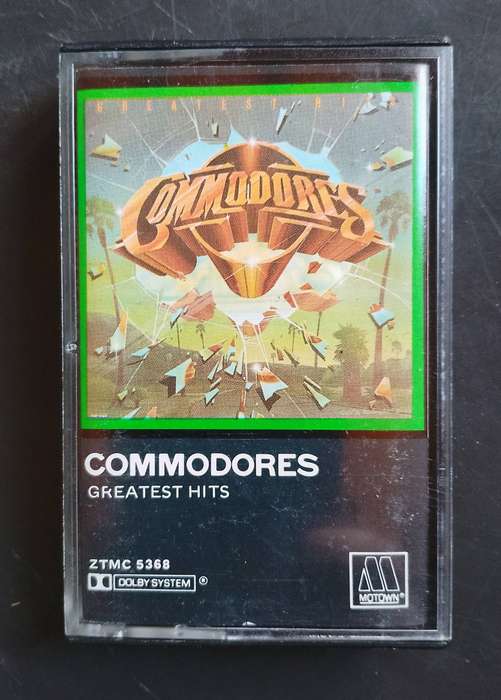 GREATEST HITS
COMMODORES
COMMODORES
GREATEST HITS
ZTMC 5368
DOLBY SYSTEM ®
MOTOWN®